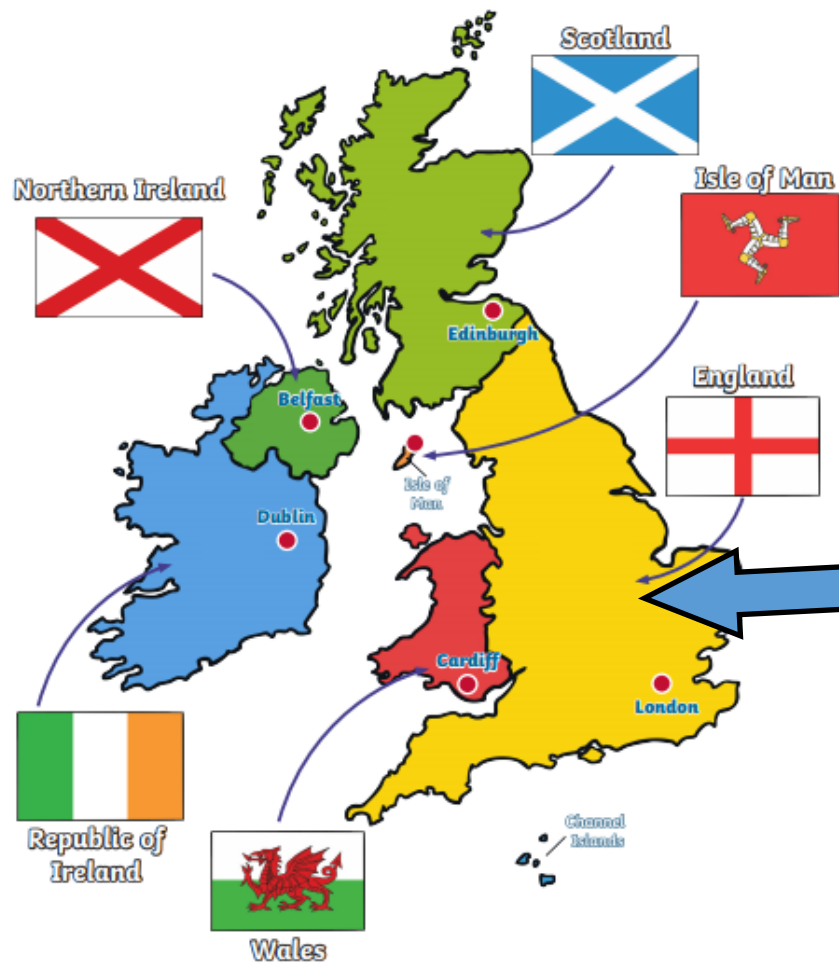 Scotland
Isle of Man
Northern Ireland
Edinburgh
England
Belfast
Isle of
Man
Dublin
Cardiff
London
Republic of
Ireland
Channel
Islands
Wales